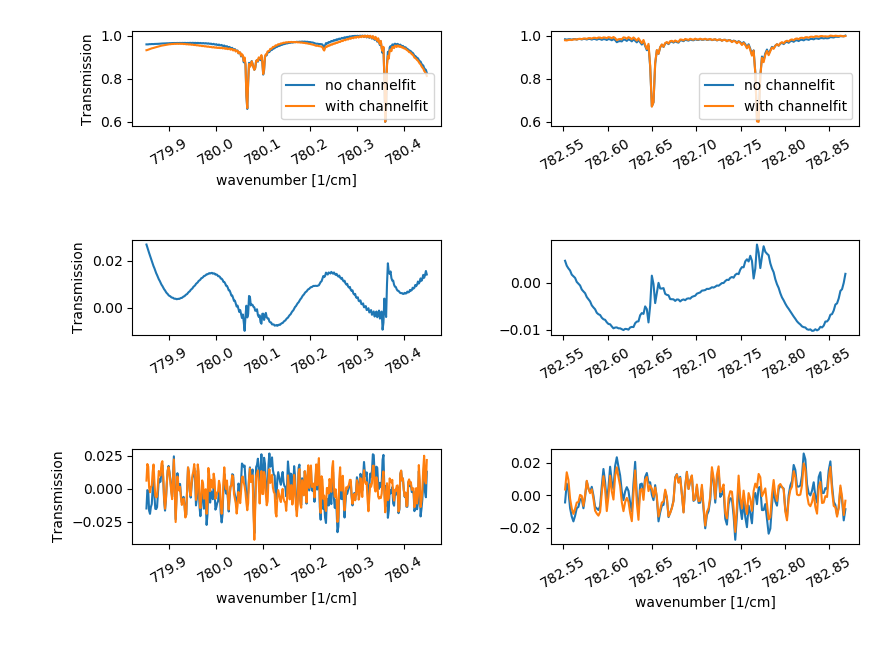 1.0
0.8
0.6
Transmission
no channelfit
with channelfit
779.9 780.0 780.1 780.2 780.3 780.4
wavenumber [1/cm]
1.0
0.8
0.6
no channelfit
with channelfit
782.55 782.60 782.65 782.70 782.75 782.80 782.85
0.02
0.00
Transmission
779.9 780.0 780.1 780.2 780.3 780.4
0.00
−0.01
782.55 782.60 782.65 782.70 782.75 782.80 782.85
0.025
0.000
−0.025
Transmission
779.9 780.0 780.1 780.2 780.3 780.4
wavenumber [1/cm]
0.02
0.00
−0.02
782.55 782.60 782.65 782.70 782.75 782.80 782.85
wavenumber [1/cm]